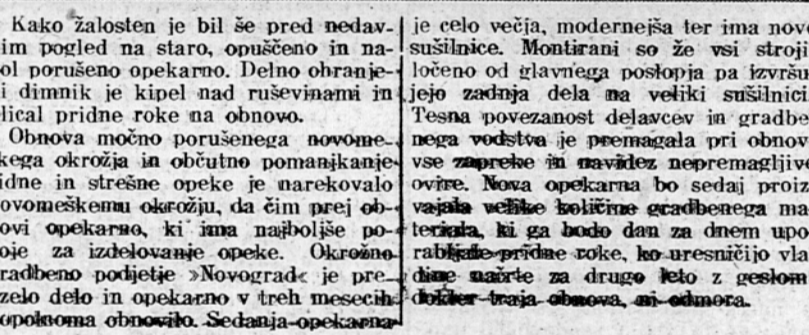 Kako žalosten je bil še pred nedav-
im pogled na staro, opuščeno in na-
ol porušeno opekarno. Delno ohranje-
i dimnik je kipel nad ruševinami in
lical pridne roke na obnovo.
Obnova močno porušenega novome-
kega okrožja in občutno pomanjkanje
idne in strešne opeke je narekovalo
ovomeškemu okrožju, da čim prej ob-
ovi opekarno, ki ima najboljše po-
oje za izdelovanje opeke. Okrožno
radbeno podjetje »Novograd« je pre-
zelo delo in opekarno v treh mesecih
opolnoma obnovilo. Sedanja opekarna
je celo večja, modernejša ter ima nove
sušilnice. Montirani so že vsi stroji
ločeno od glavnega poslopja pa izvršu
jejo zadnja dela na veliki sušilnici
Tesna povezanost delavcev in gradbe
nega vodstva je premagala pri obnov
vse zapreke in navidez nepremagljive
ovire. Nova opekarna bo sedaj proiz
vajala velike količine gradbenega ma
teriala, ki ga bodo dan za dnem upo
rabljale pridne roke, ko uresničijo vla
dine načrte za drugo leto z geslom
dokler traja obnova, ni odmora.